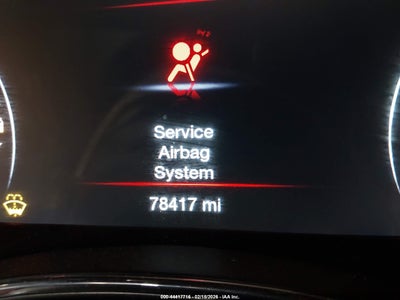 Service
Airbag
System
78417 mi
000-44417716 - 02/18/2026 - IAA Inc.